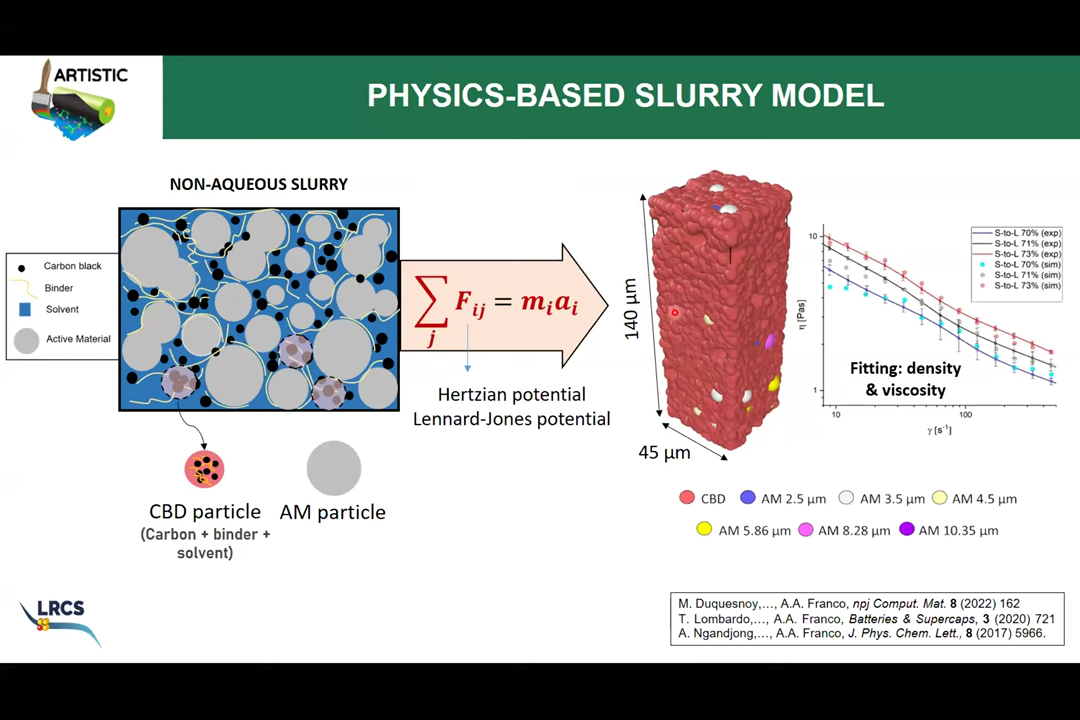 ARTISTIC
PHYSICS-BASED SLURRY MODEL
NON-AQUEOUS SLURRY
Carbon black
Binder
Solvent
Active Material
∑ F_ij = m_i a_i
j
Hertzian potential
Lennard-Jones potential
CBD particle
(Carbon + binder +
solvent)
AM particle
140 µm
45 µm
η [Pas]
10
1
S-to-L 70% (exp)
S-to-L 71% (exp)
S-to-L 73% (exp)
S-to-L 70% (sim)
S-to-L 71% (sim)
S-to-L 73% (sim)
Fitting: density
& viscosity
10
100
γ̇ [s⁻¹]
CBD
AM 2.5 µm
AM 3.5 µm
AM 4.5 µm
AM 5.86 µm
AM 8.28 µm
AM 10.35 µm
LRCS
M. Duquesnoy,…, A.A. Franco, npj Comput. Mat. 8 (2022) 162
T. Lombardo,…, A.A. Franco, Batteries & Supercaps, 3 (2020) 721
A. Ngandjong,…, A.A. Franco, J. Phys. Chem. Lett., 8 (2017) 5966.